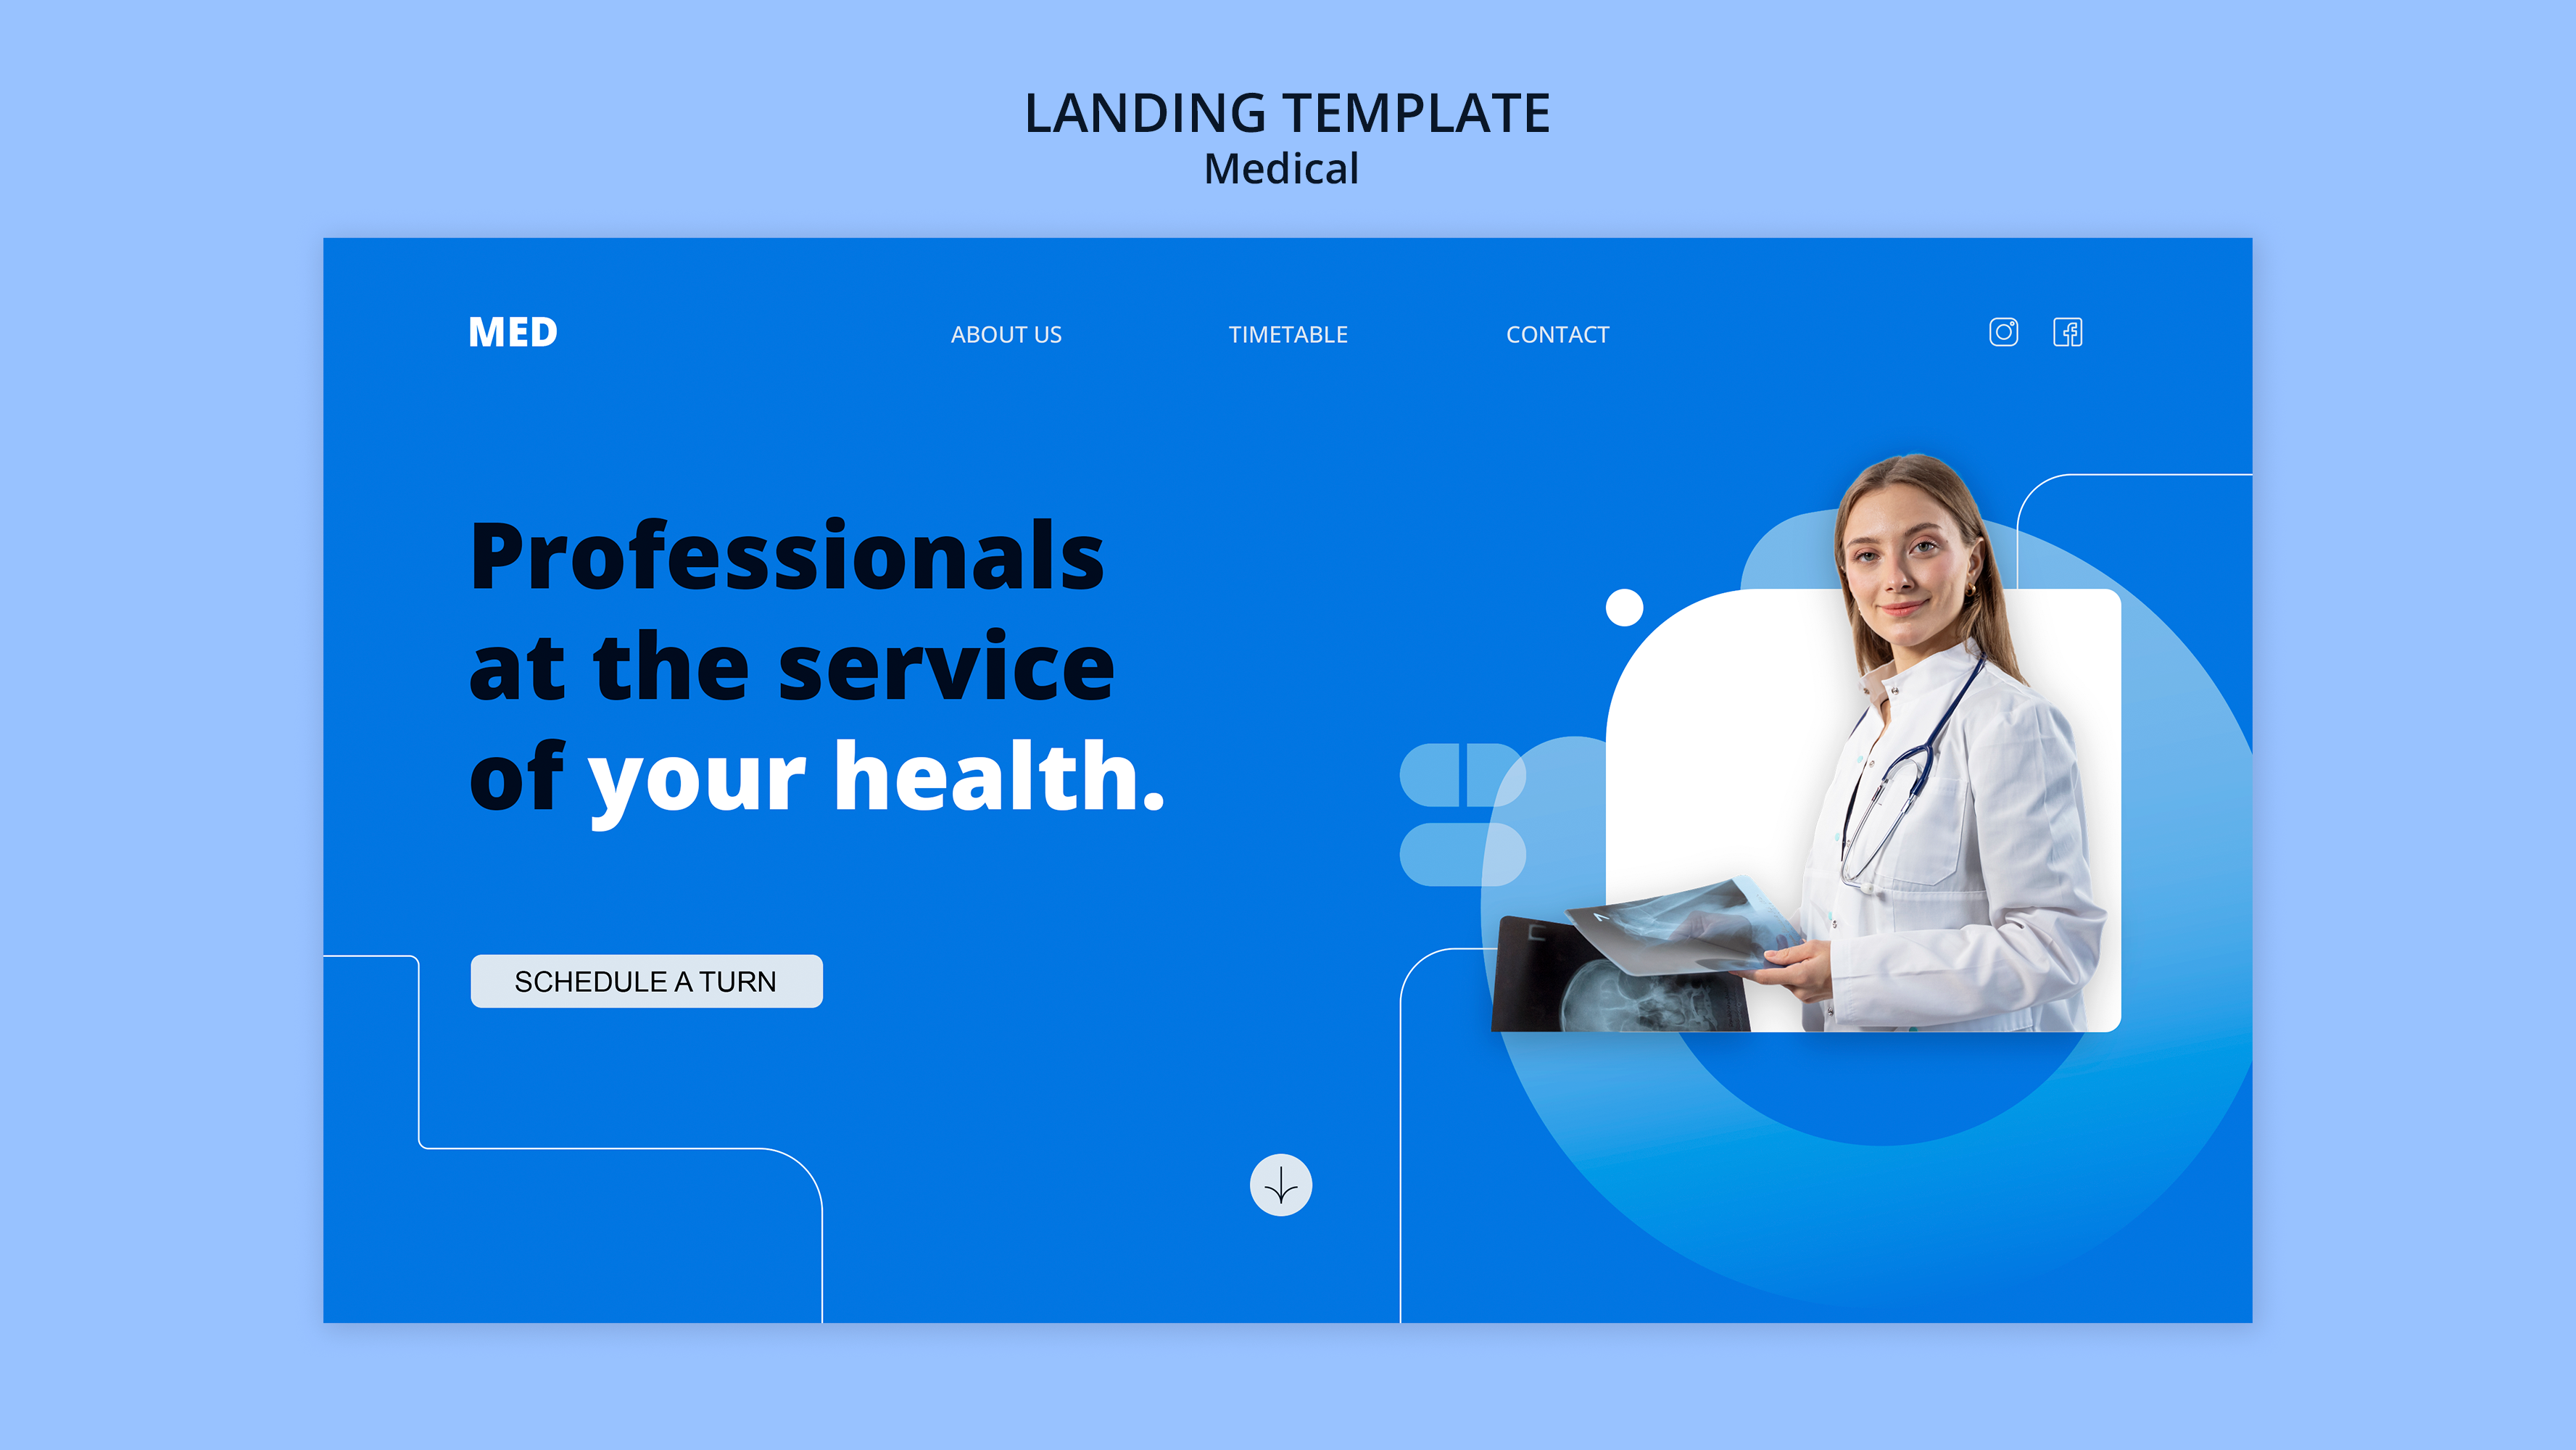 LANDING TEMPLATE
Medical
MED
ABOUT US
TIMETABLE
CONTACT
Professionals
at the service
of your health.
SCHEDULE A TURN